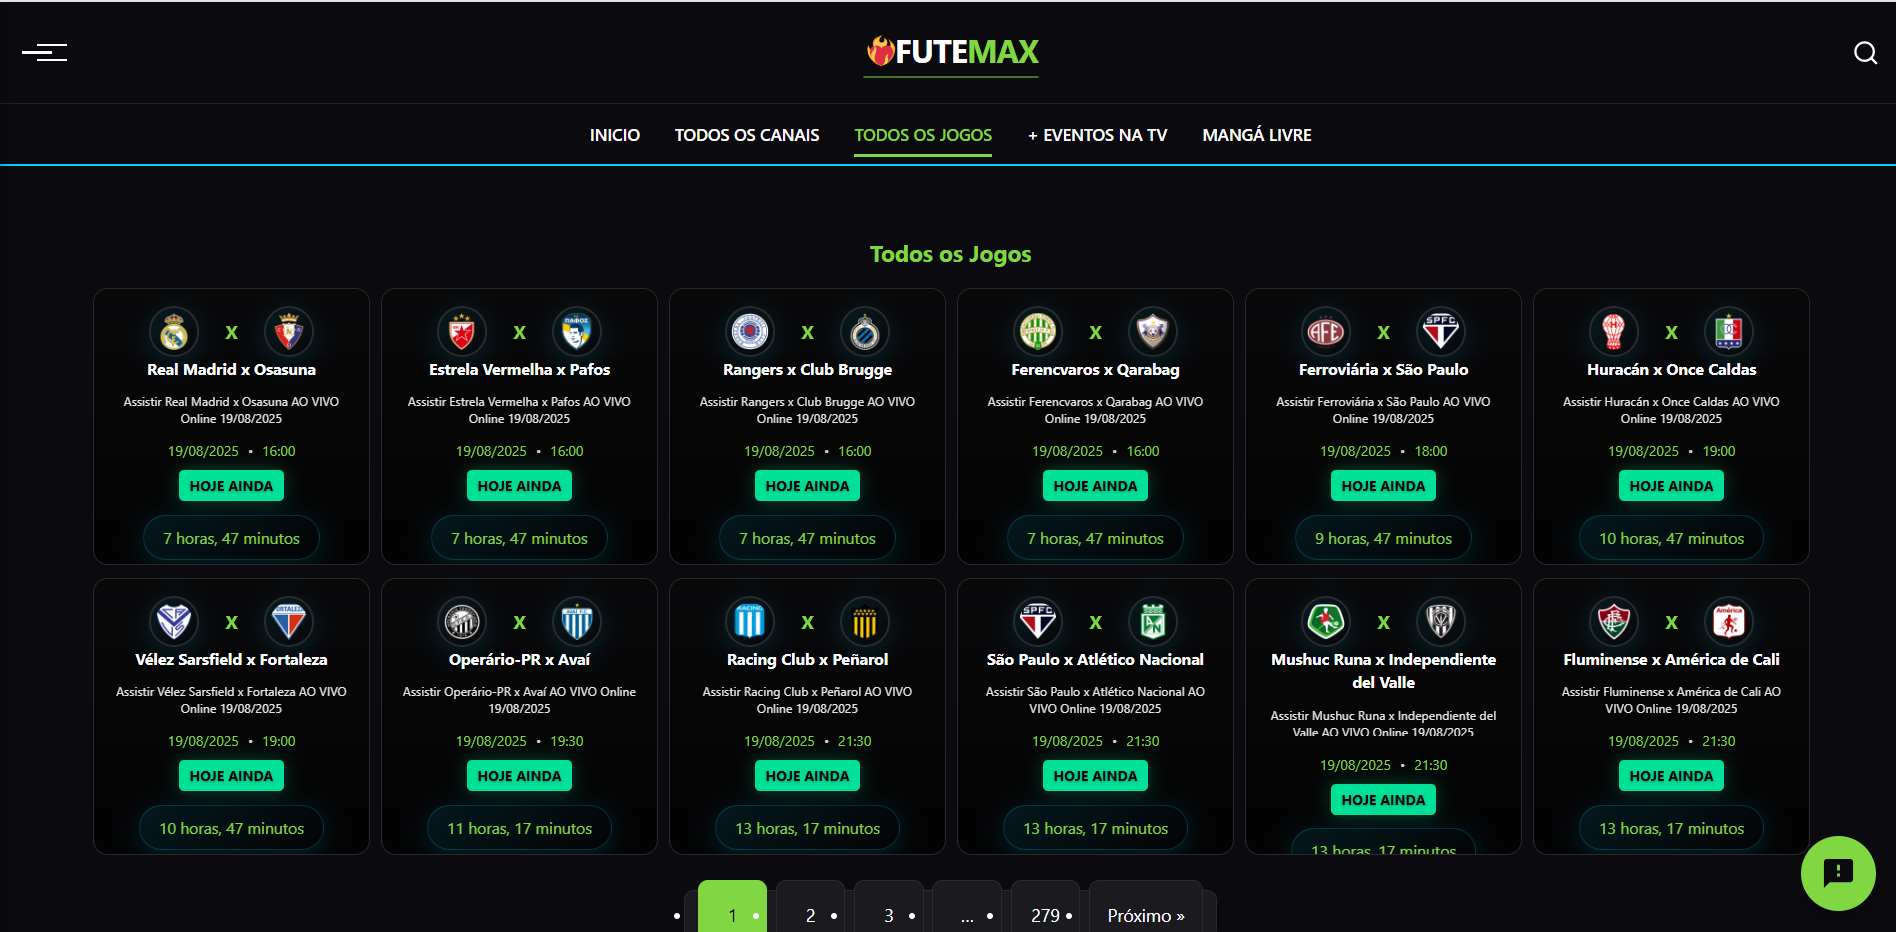 FUTEMAX
INICIO TODOS OS CANAIS TODOS OS JOGOS + EVENTOS NA TV MANGÁ LIVRE
Todos os Jogos
X
Real Madrid x Osasuna
Assistir Real Madrid x Osasuna AO VIVO
Online 19/08/2025
19/08/2025 • 16:00
HOJE AINDA
7 horas, 47 minutos
X
Estrela Vermelha x Pafos
Assistir Estrela Vermelha x Pafos AO VIVO
Online 19/08/2025
19/08/2025 • 16:00
HOJE AINDA
7 horas, 47 minutos
X
Rangers x Club Brugge
Assistir Rangers x Club Brugge AO VIVO
Online 19/08/2025
19/08/2025 • 16:00
HOJE AINDA
7 horas, 47 minutos
X
Ferencvaros x Qarabag
Assistir Ferencvaros x Qarabag AO VIVO
Online 19/08/2025
19/08/2025 • 16:00
HOJE AINDA
7 horas, 47 minutos
AFE X SPFC
Ferroviária x São Paulo
Assistir Ferroviária x São Paulo AO VIVO
Online 19/08/2025
19/08/2025 • 18:00
HOJE AINDA
9 horas, 47 minutos
X
Huracán x Once Caldas
Assistir Huracán x Once Caldas AO VIVO
Online 19/08/2025
19/08/2025 • 19:00
HOJE AINDA
10 horas, 47 minutos
X FORTALEZA
Vélez Sarsfield x Fortaleza
Assistir Vélez Sarsfield x Fortaleza AO VIVO
Online 19/08/2025
19/08/2025 • 19:00
HOJE AINDA
10 horas, 47 minutos
X
Operário-PR x Avaí
Assistir Operário-PR x Avaí AO VIVO Online
19/08/2025
19/08/2025 • 19:30
HOJE AINDA
11 horas, 17 minutos
RACING X
Racing Club x Peñarol
Assistir Racing Club x Peñarol AO VIVO
Online 19/08/2025
19/08/2025 • 21:30
HOJE AINDA
13 horas, 17 minutos
SPFC X
São Paulo x Atlético Nacional
Assistir São Paulo x Atlético Nacional AO
VIVO Online 19/08/2025
19/08/2025 • 21:30
HOJE AINDA
13 horas, 17 minutos
X
Mushuc Runa x Independiente
del Valle
Assistir Mushuc Runa x Independiente del
Valle AO VIVO Online 19/08/2025
19/08/2025 • 21:30
HOJE AINDA
13 horas, 17 minutos
X América
Fluminense x América de Cali
Assistir Fluminense x América de Cali AO
VIVO Online 19/08/2025
19/08/2025 • 21:30
HOJE AINDA
13 horas, 17 minutos
• 1 • 2 • 3 • ... • 279 • Próximo »